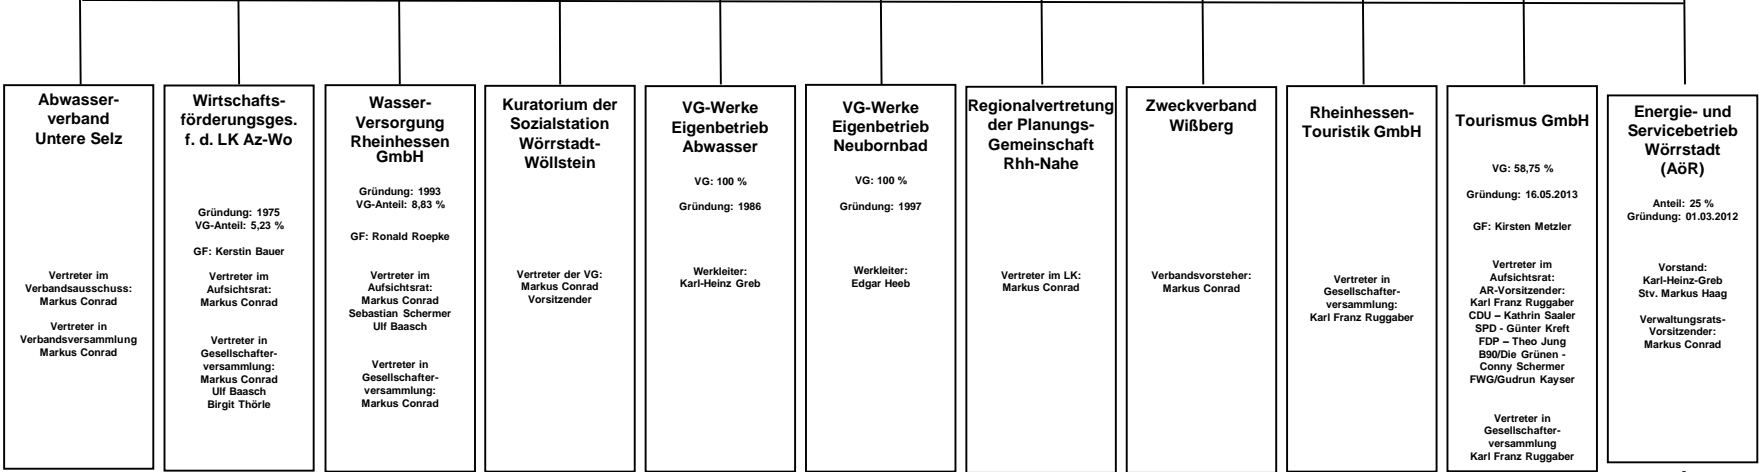 Abwasser-
verband
Untere Selz
Vertreter im
Verbandsausschuss:
Markus Conrad
Vertreter in
Verbandsversammlung
Markus Conrad
Wirtschafts-
förderungsges.
f. d. LK Az-Wo
Gründung: 1975
VG-Anteil: 5,23 %
GF: Kerstin Bauer
Vertreter im
Aufsichtsrat:
Markus Conrad
Vertreter in
Gesellschafter-
versammlung:
Markus Conrad
Ulf Baasch
Birgit Thörle
Wasser-
Versorgung
Rheinhessen
GmbH
Gründung: 1993
VG-Anteil: 8,83 %
GF: Ronald Roepke
Vertreter im
Aufsichtsrat:
Markus Conrad
Sebastian Schermer
Ulf Baasch
Vertreter in
Gesellschafter-
versammlung:
Markus Conrad
Kuratorium der
Sozialstation
Wörrstadt-
Wöllstein
Vertreter der VG:
Markus Conrad
Vorsitzender
VG-Werke
Eigenbetrieb
Abwasser
VG: 100 %
Gründung: 1986
Werkleiter:
Karl-Heinz Greb
VG-Werke
Eigenbetrieb
Neubornbad
VG: 100 %
Gründung: 1997
Werkleiter:
Edgar Heeb
Regionalvertretung
der Planungs-
Gemeinschaft
Rhh-Nahe
Vertreter im LK:
Markus Conrad
Zweckverband
Wißberg
Verbandsvorsteher:
Markus Conrad
Rheinhessen-
Touristik GmbH
Vertreter in
Gesellschafter-
versammlung:
Karl Franz Ruggaber
Tourismus GmbH
VG: 58,75 %
Gründung: 16.05.2013
GF: Kirsten Metzler
Vertreter im
Aufsichtsrat:
AR-Vorsitzender:
Karl Franz Ruggaber
CDU – Kathrin Saaler
SPD - Günter Kreft
FDP – Theo Jung
B90/Die Grünen -
Conny Schermer
FWG/Gudrun Kayser
Vertreter in
Gesellschafter-
versammlung
Karl Franz Ruggaber
Energie- und
Servicebetrieb
Wörrstadt
(AöR)
Anteil: 25 %
Gründung: 01.03.2012
Vorstand:
Karl-Heinz-Greb
Stv. Markus Haag
Verwaltungsrats-
Vorsitzender:
Markus Conrad